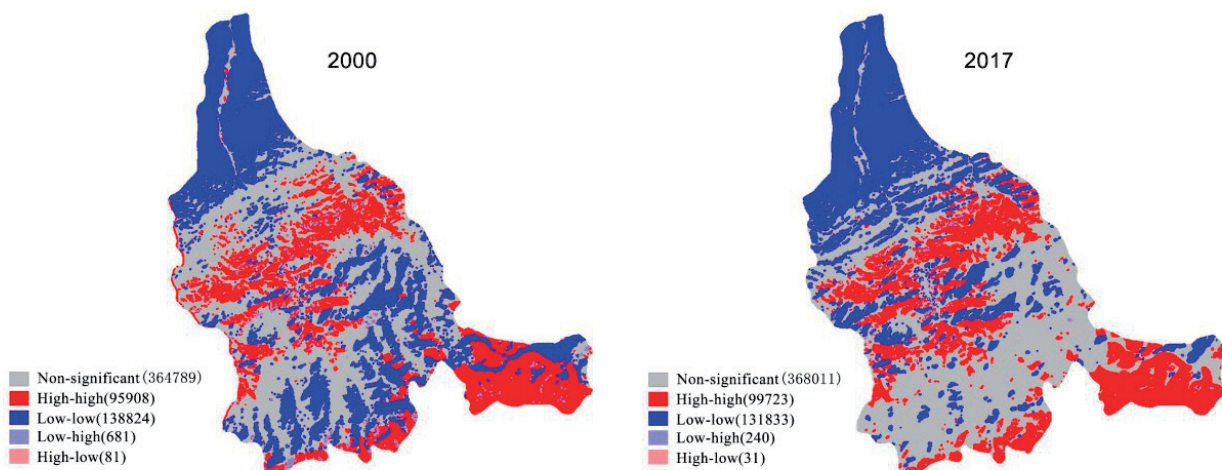 2000
Non-significant(364789)
High-high(95908)
Low-low(138824)
Low-high(681)
High-low(81)
2017
Non-significant(368011)
High-high(99723)
Low-low(131833)
Low-high(240)
High-low(31)